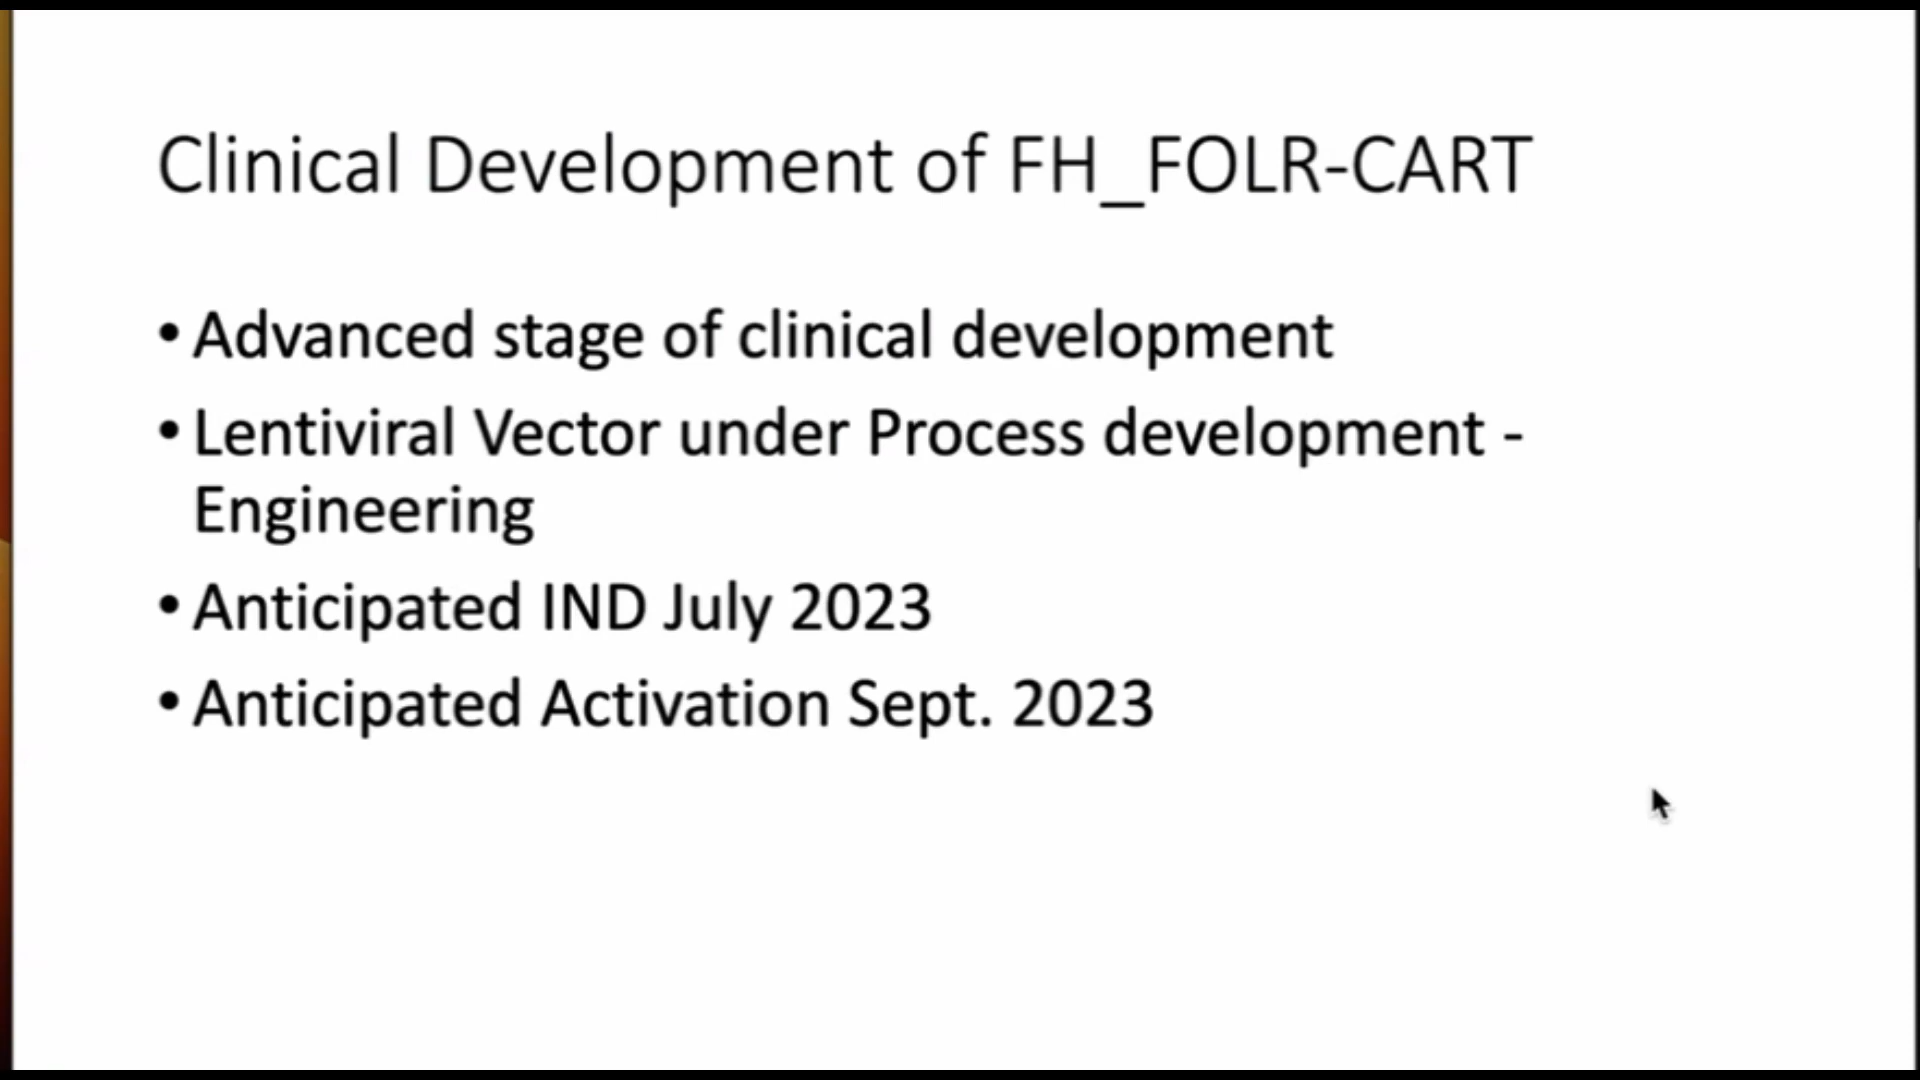 Clinical Development of FH_FOLR-CART
• Advanced stage of clinical development
• Lentiviral Vector under Process development -
Engineering
• Anticipated IND July 2023
• Anticipated Activation Sept. 2023